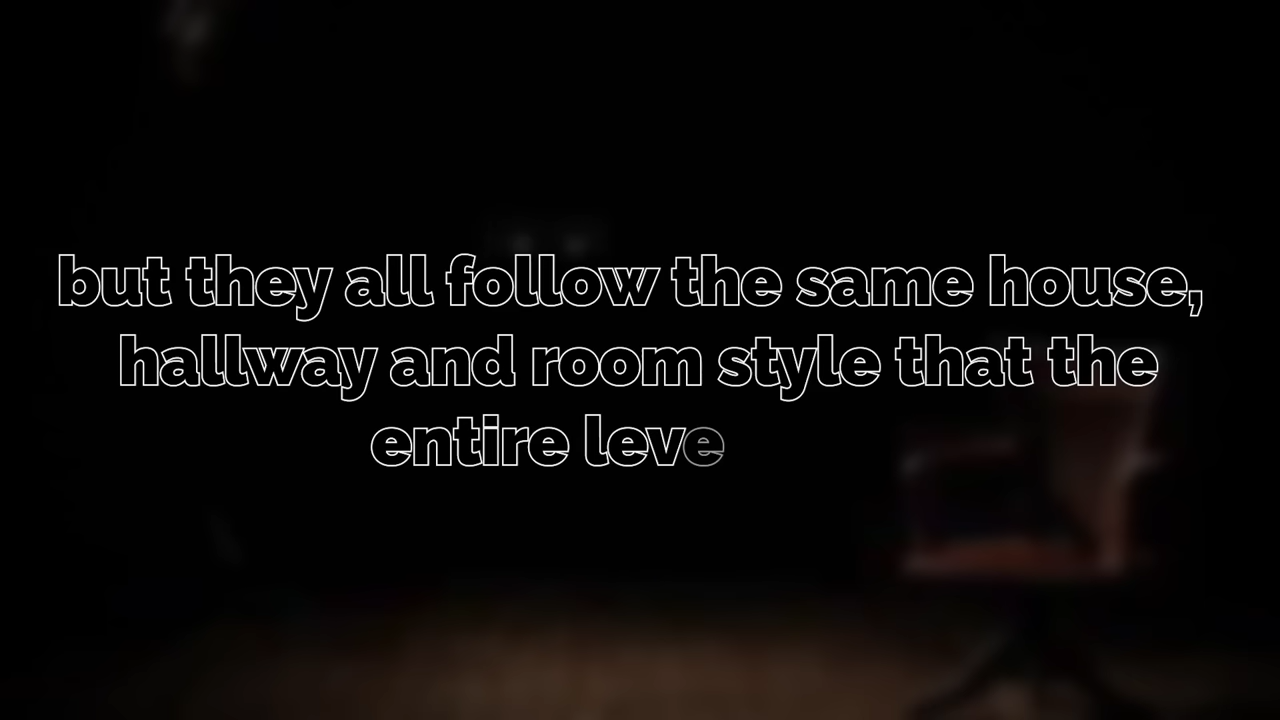 but they all follow the same house,
hallway and room style that the
entire leve